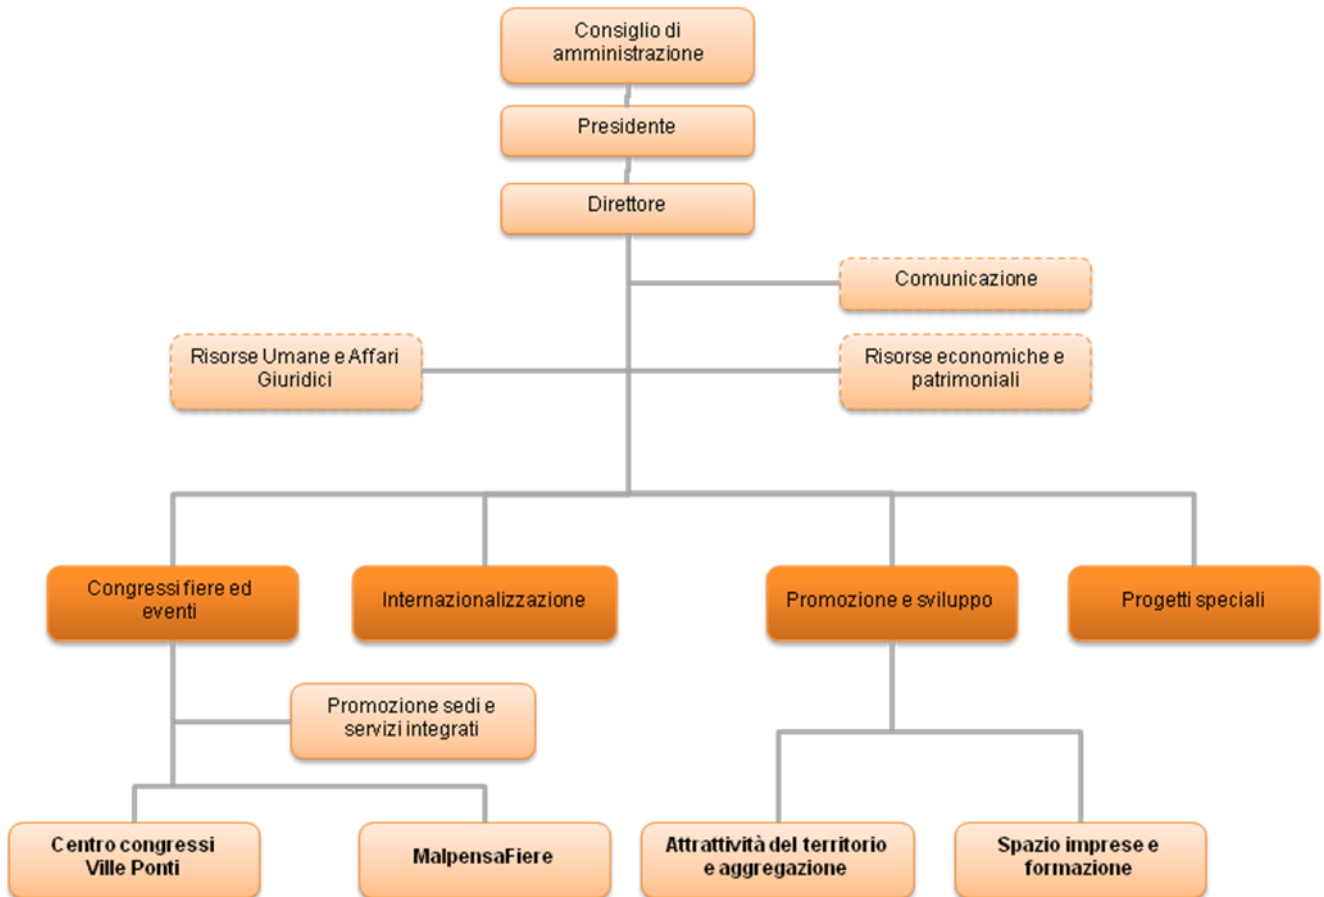 Consiglio di
amministrazione
Presidente
Direttore
Comunicazione
Risorse Umane e Affari
Giuridici
Risorse economiche e
patrimoniali
Congressi fiere ed
eventi
Internazionalizzazione
Promozione e sviluppo
Progetti speciali
Promozione sedi e
servizi integrati
Centro congressi
Ville Ponti
MalpensaFiere
Attrattività del territorio
e aggregazione
Spazio imprese e
formazione